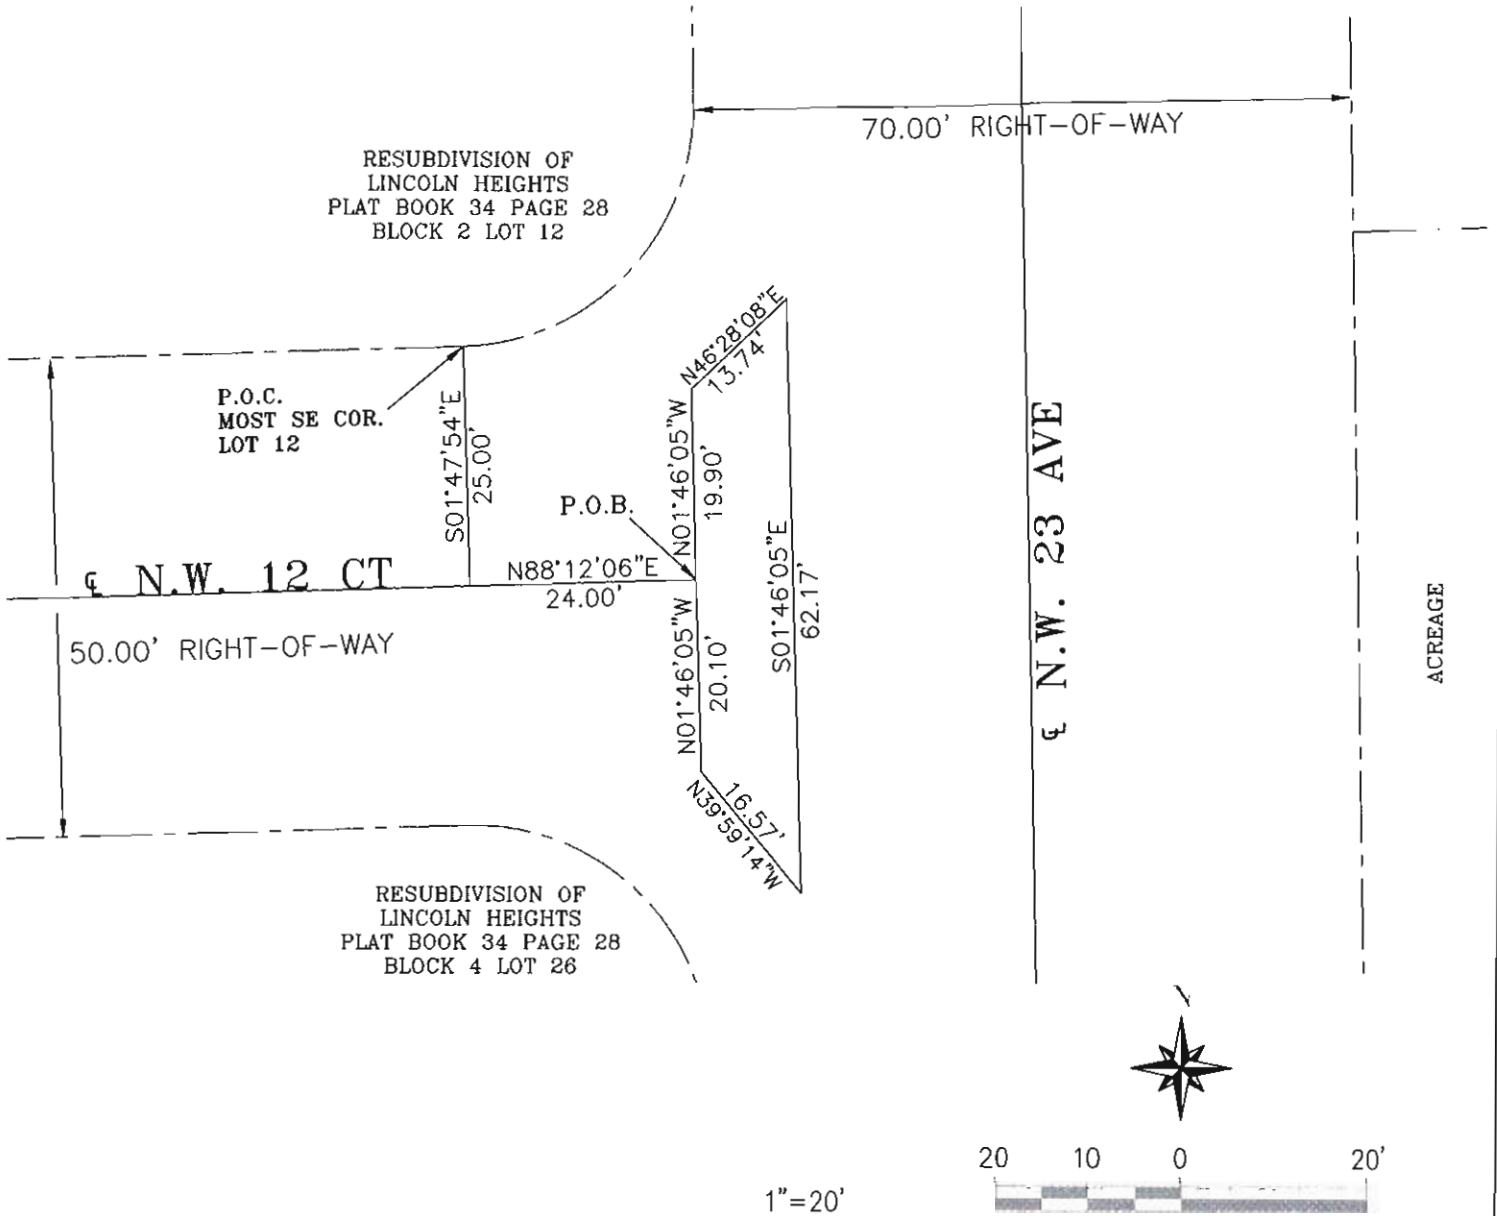 70.00' RIGHT-OF-WAY
RESUBDIVISION OF
LINCOLN HEIGHTS
PLAT BOOK 34 PAGE 28
BLOCK 2 LOT 12
N46°28'08"E
13.74'
P.O.C.
MOST SE COR.
LOT 12
S01°47'54"E
25.00'
N01°46'05"W
19.90'
P.O.B.
S01°46'05"E
62.17'
℄ N.W. 23 AVE
ACREAGE
℄ N.W. 12 CT
N88°12'06"E
24.00'
50.00' RIGHT-OF-WAY
N01°46'05"W
20.10'
16.57'
N39°59'14"W
RESUBDIVISION OF
LINCOLN HEIGHTS
PLAT BOOK 34 PAGE 28
BLOCK 4 LOT 26
20 10 0 20'
1"=20'